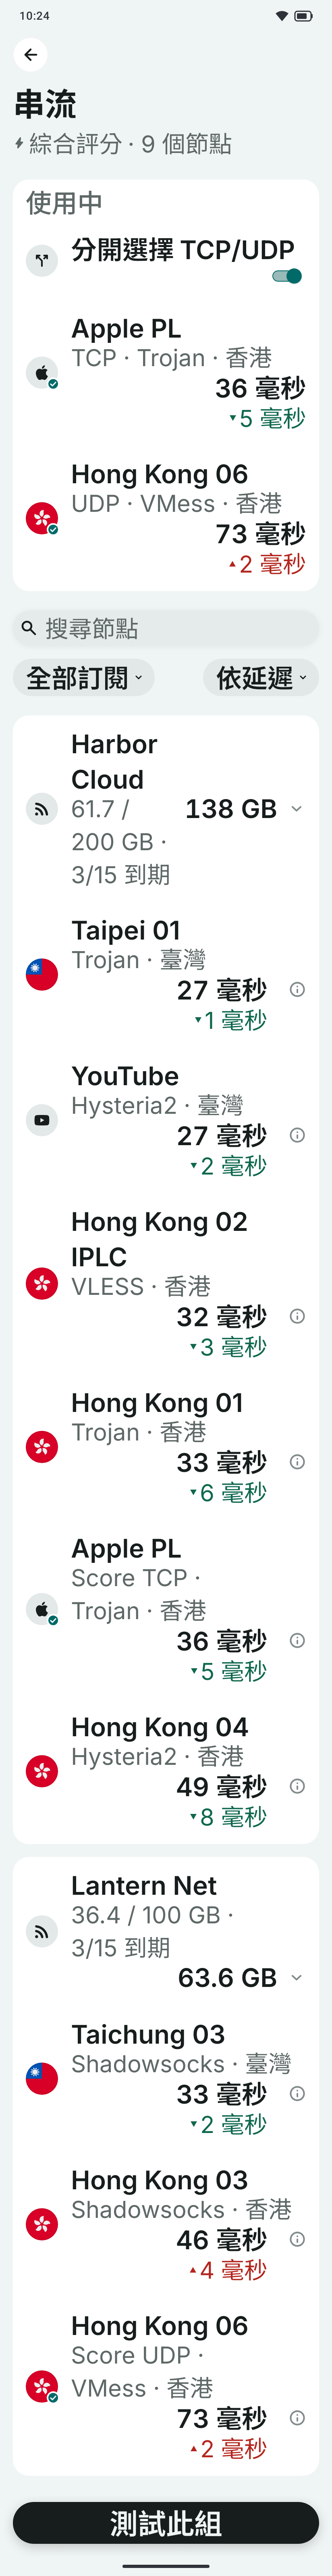 10:24
串流
綜合評分 · 9 個節點
使用中
分開選擇 TCP/UDP
Apple PL
TCP · Trojan · 香港
36 毫秒
▾5 毫秒
Hong Kong 06
UDP · VMess · 香港
73 毫秒
▴2 毫秒
搜尋節點
全部訂閱
依延遲
Harbor
Cloud
61.7 /
200 GB ·
3/15 到期
138 GB
Taipei 01
Trojan · 臺灣
27 毫秒
▾1 毫秒
YouTube
Hysteria2 · 臺灣
27 毫秒
▾2 毫秒
Hong Kong 02
IPLC
VLESS · 香港
32 毫秒
▾3 毫秒
Hong Kong 01
Trojan · 香港
33 毫秒
▾6 毫秒
Apple PL
Score TCP ·
Trojan · 香港
36 毫秒
▾5 毫秒
Hong Kong 04
Hysteria2 · 香港
49 毫秒
▾8 毫秒
Lantern Net
36.4 / 100 GB ·
3/15 到期
63.6 GB
Taichung 03
Shadowsocks · 臺灣
33 毫秒
▾2 毫秒
Hong Kong 03
Shadowsocks · 香港
46 毫秒
▴4 毫秒
Hong Kong 06
Score UDP ·
VMess · 香港
73 毫秒
▴2 毫秒
測試此組